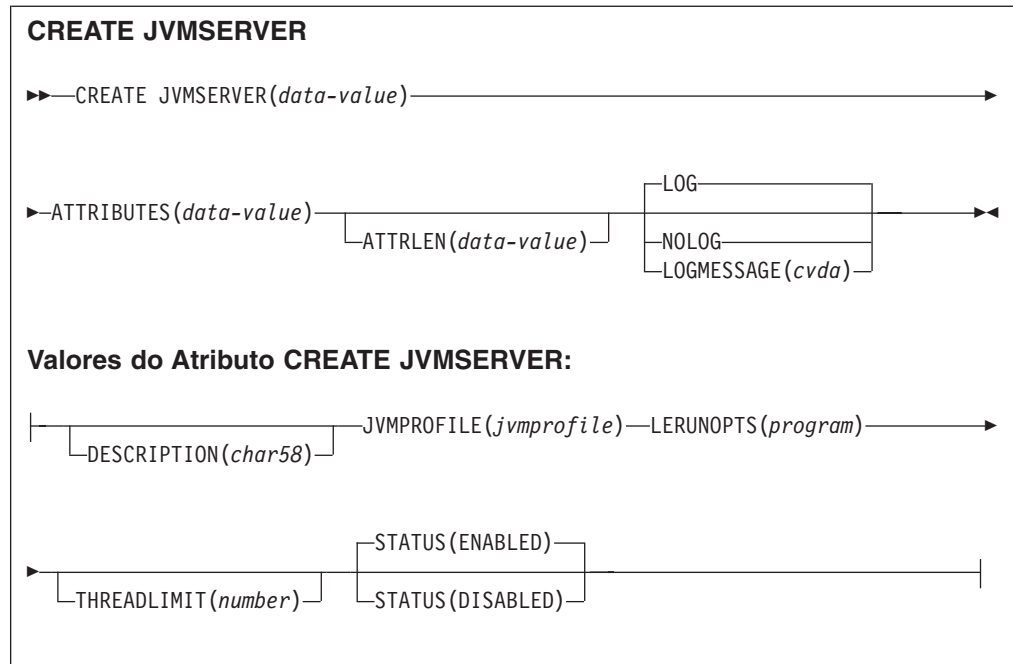 CREATE JVMSERVER
CREATE JVMSERVER(data-value)
LOG
ATTRIBUTES(data-value)
ATTRLEN(data-value)
NOLOG
LOGMESSAGE(cvda)
Valores do Atributo CREATE JVMSERVER:
JVMPROFILE(jvmprofile) LERUNOPTS(program)
DESCRIPTION(char58)
STATUS(ENABLED)
THREADLIMIT(number)
STATUS(DISABLED)